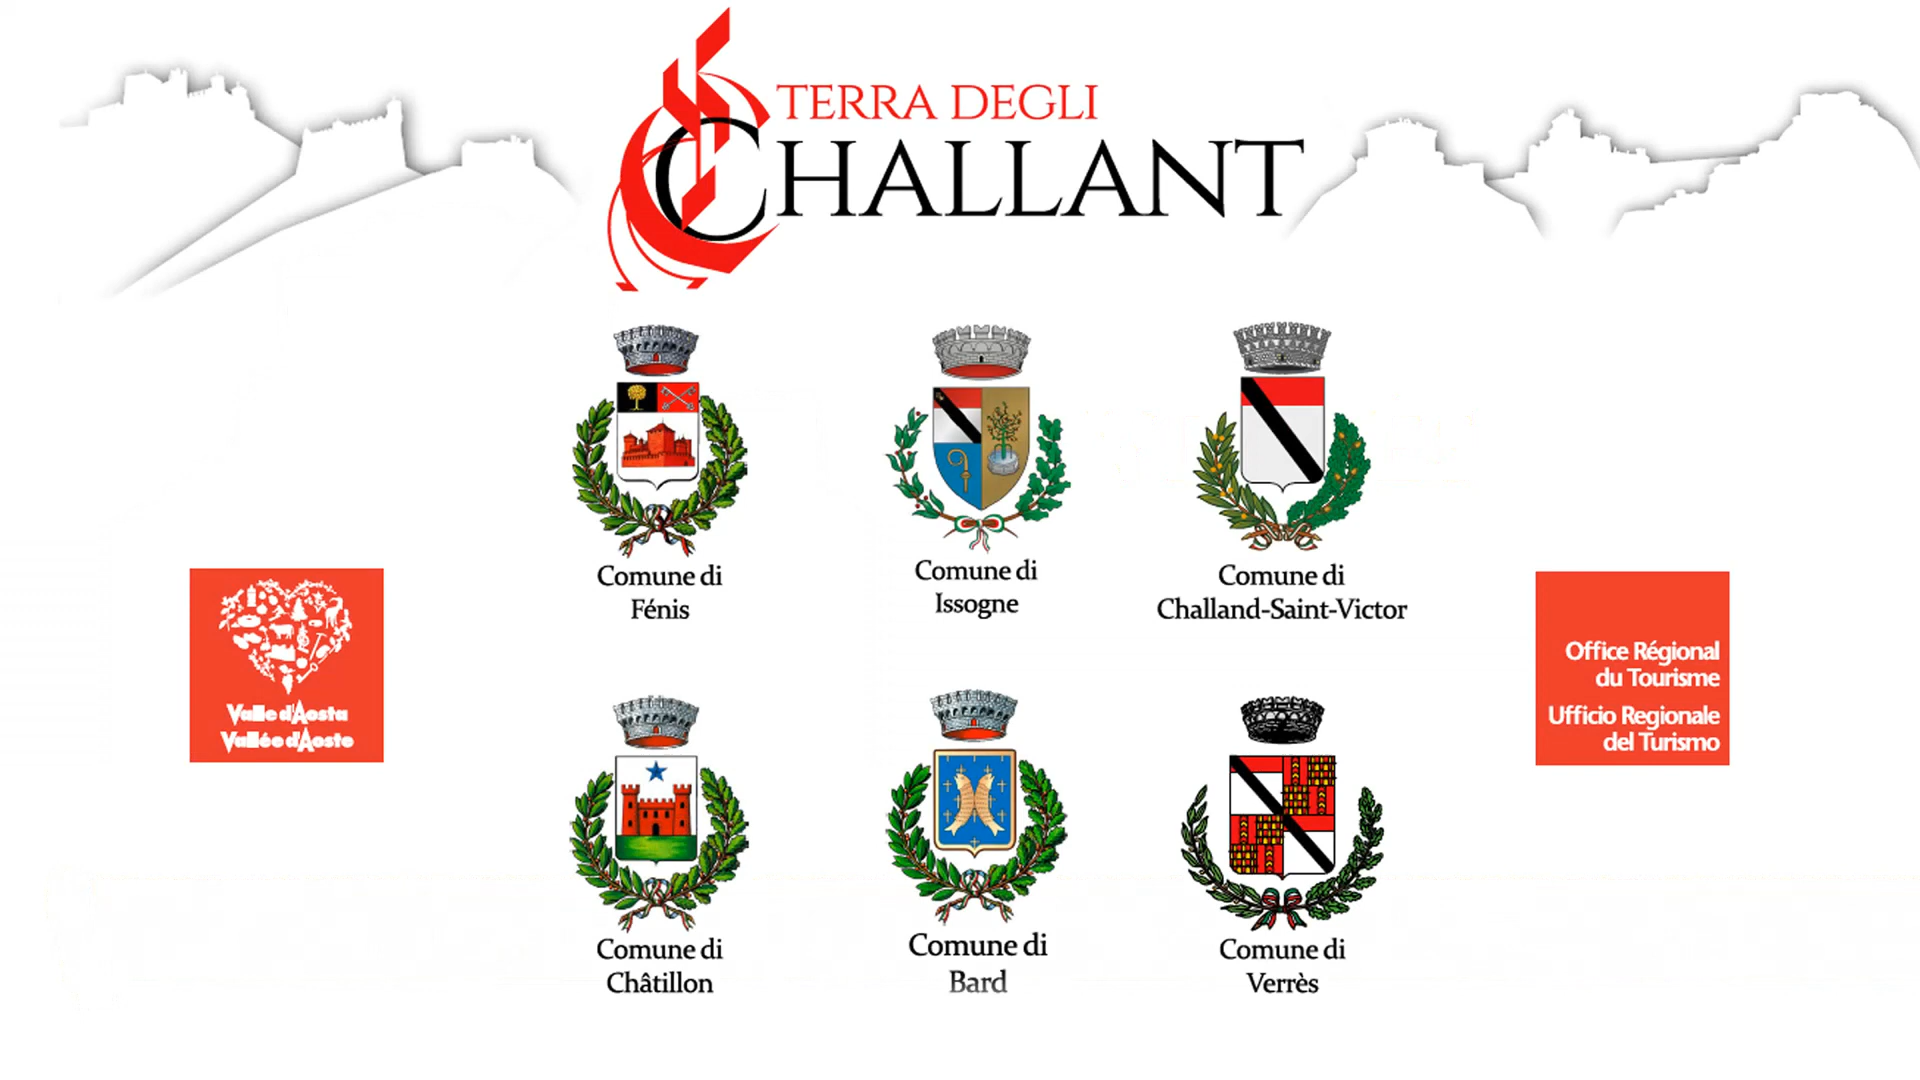 TERRA DEGLI
CHALLANT
Comune di
Fénis
Comune di
Issogne
Comune di
Challand-Saint-Victor
Valle d'Aosta
Vallée d'Aoste
Office Régional
du Tourisme
Ufficio Regionale
del Turismo
Comune di
Châtillon
Comune di
Bard
Comune di
Verrès